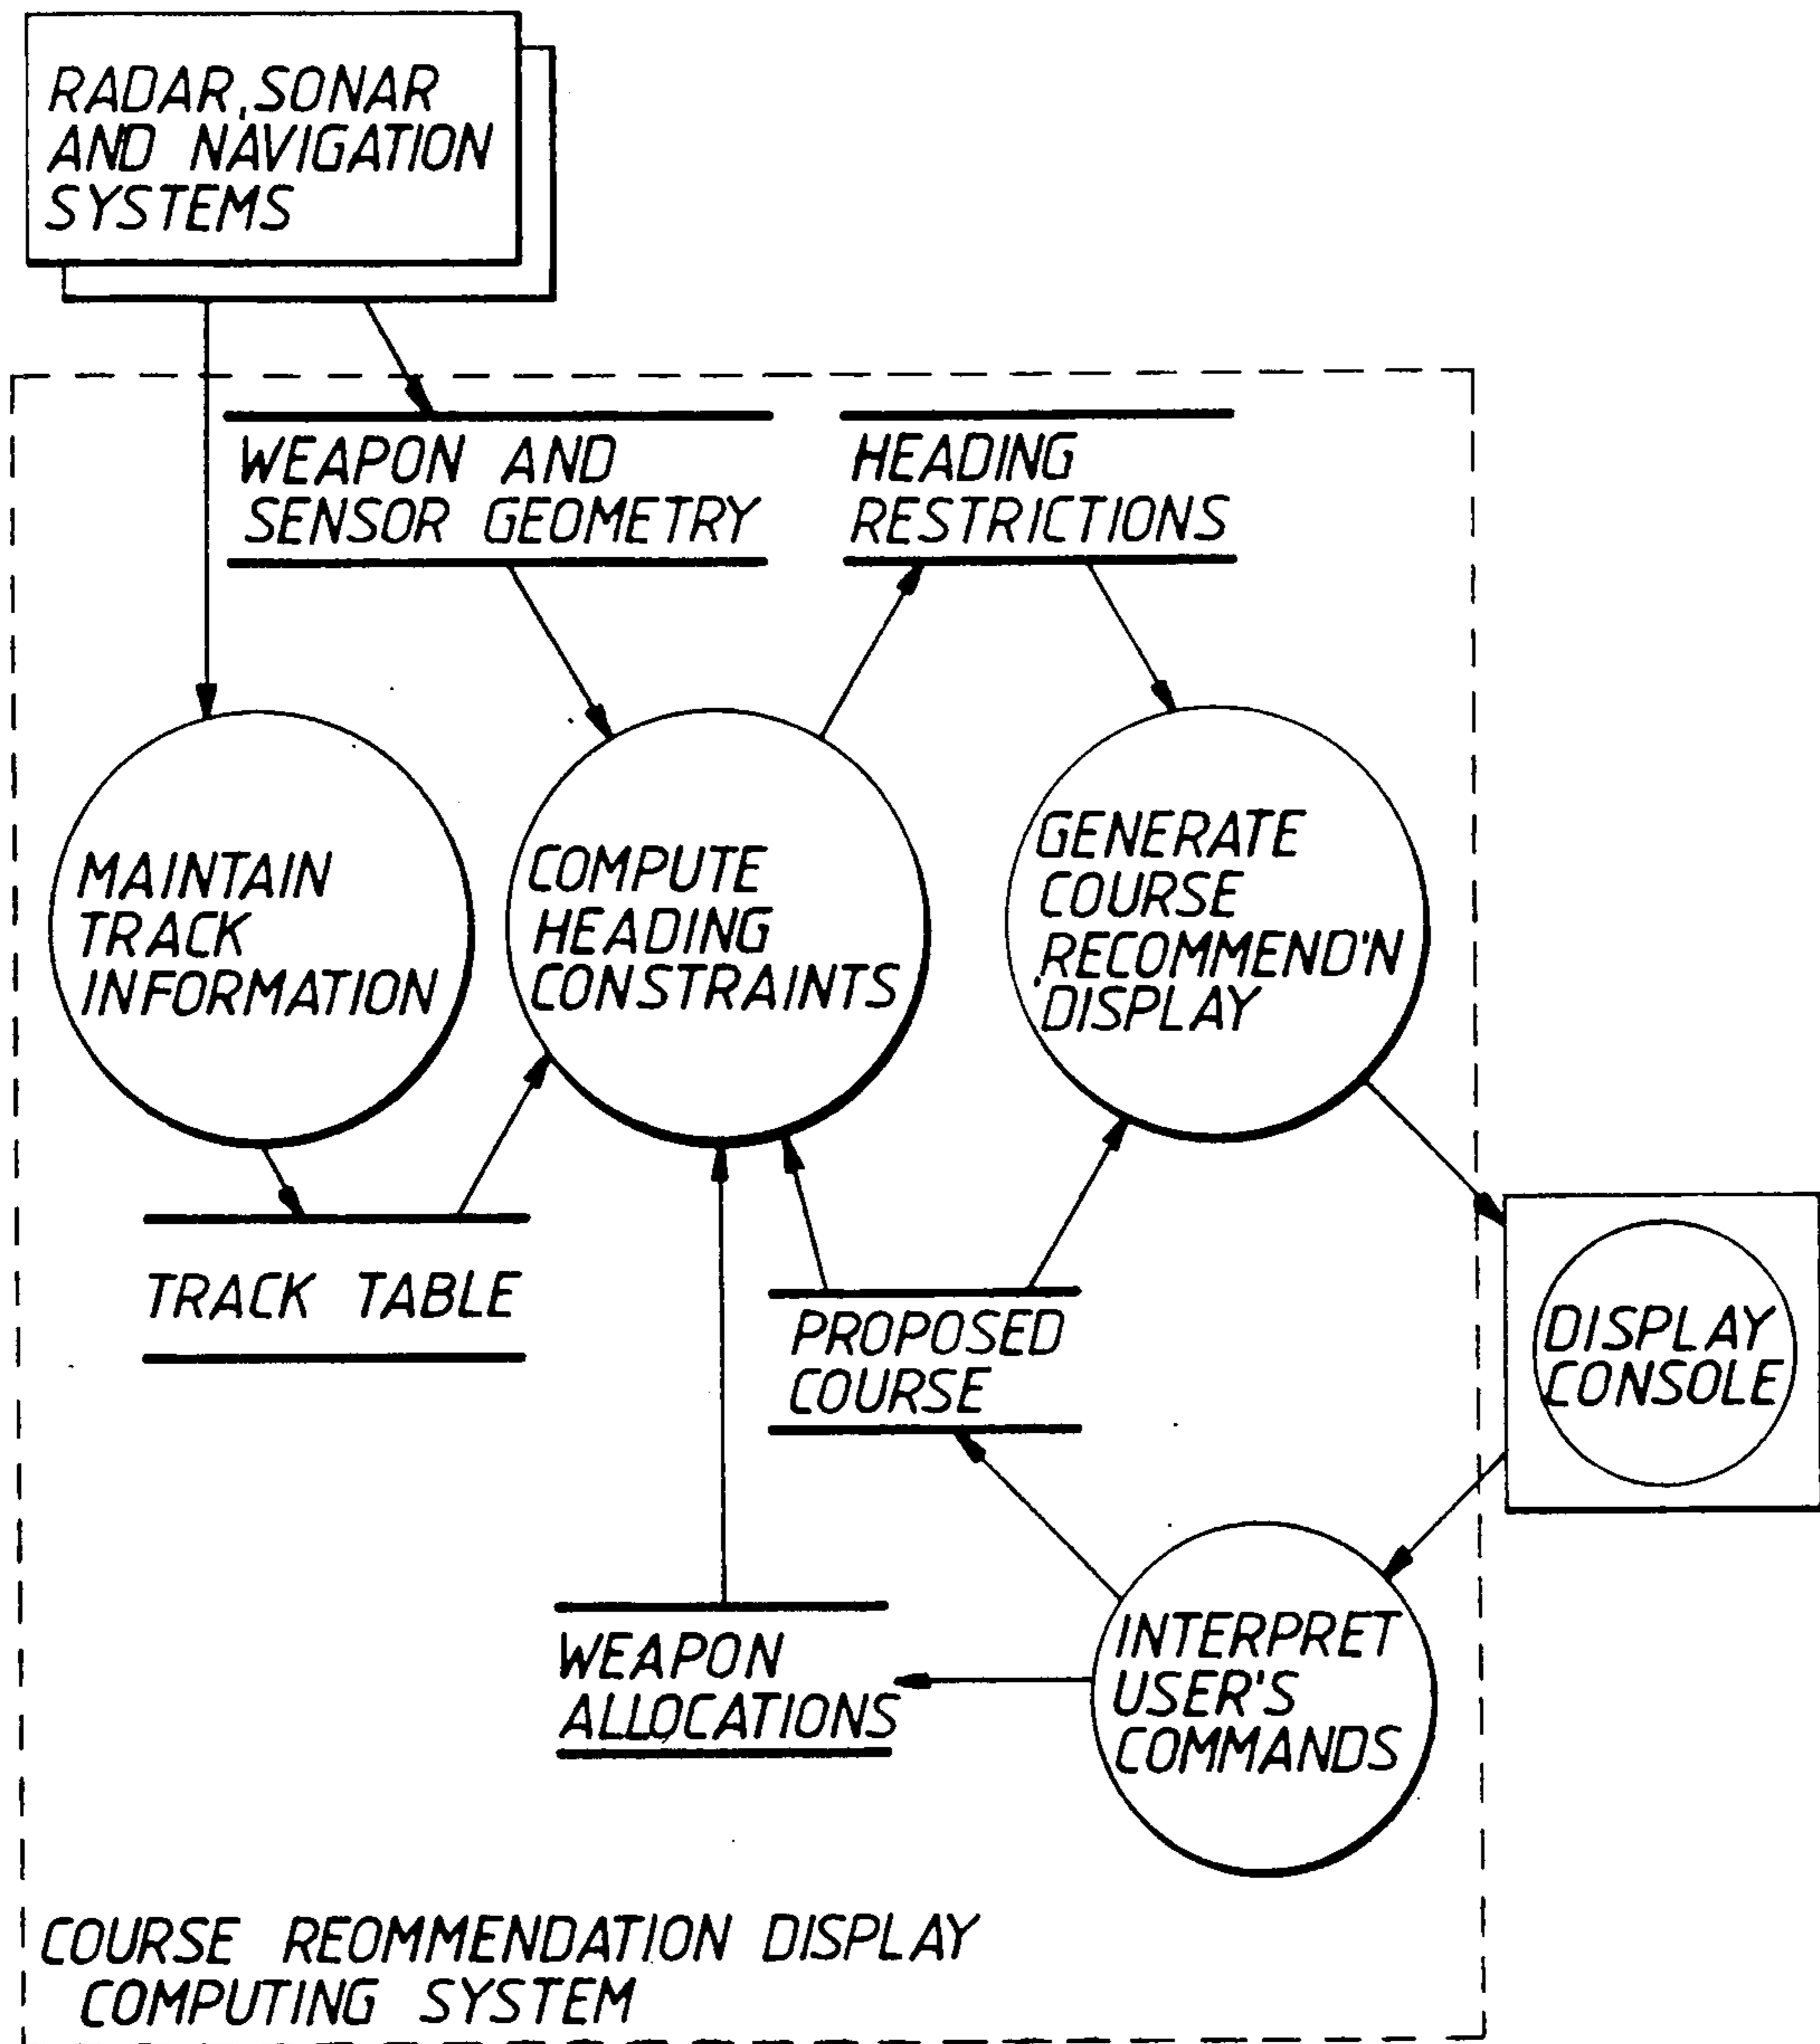 RADAR, SONAR
AND NAVIGATION
SYSTEMS
WEAPON AND
SENSOR GEOMETRY
HEADING
RESTRICTIONS
MAINTAIN
TRACK
INFORMATION
COMPUTE
HEADING
CONSTRAINTS
GENERATE
COURSE
RECOMMEND'N
DISPLAY
TRACK TABLE
PROPOSED
COURSE
DISPLAY
CONSOLE
WEAPON
ALLOCATIONS
INTERPRET
USER'S
COMMANDS
COURSE REOMMENDATION DISPLAY
COMPUTING SYSTEM